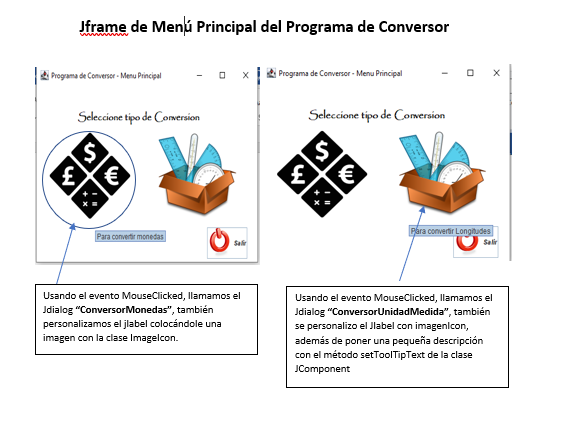 Jframe de Menú Principal del Programa de Conversor
Programa de Conversor - Menu Principal
Seleccione tipo de Conversion
$
£ €
+ −
× =
Para convertir monedas
Salir
Programa de Conversor - Menu Principal
Seleccione tipo de Conversion
$
£ €
+ −
× =
Para convertir Longitudes
Salir
Usando el evento MouseClicked, llamamos el
Jdialog “ConversorMonedas”, también
personalizamos el jlabel colocándole una
imagen con la clase ImageIcon.
Usando el evento MouseClicked, llamamos el
Jdialog “ConversorUnidadMedida”, también
se personalizo el Jlabel con imagenIcon,
además de poner una pequeña descripción
con el método setToolTipText de la clase
JComponent